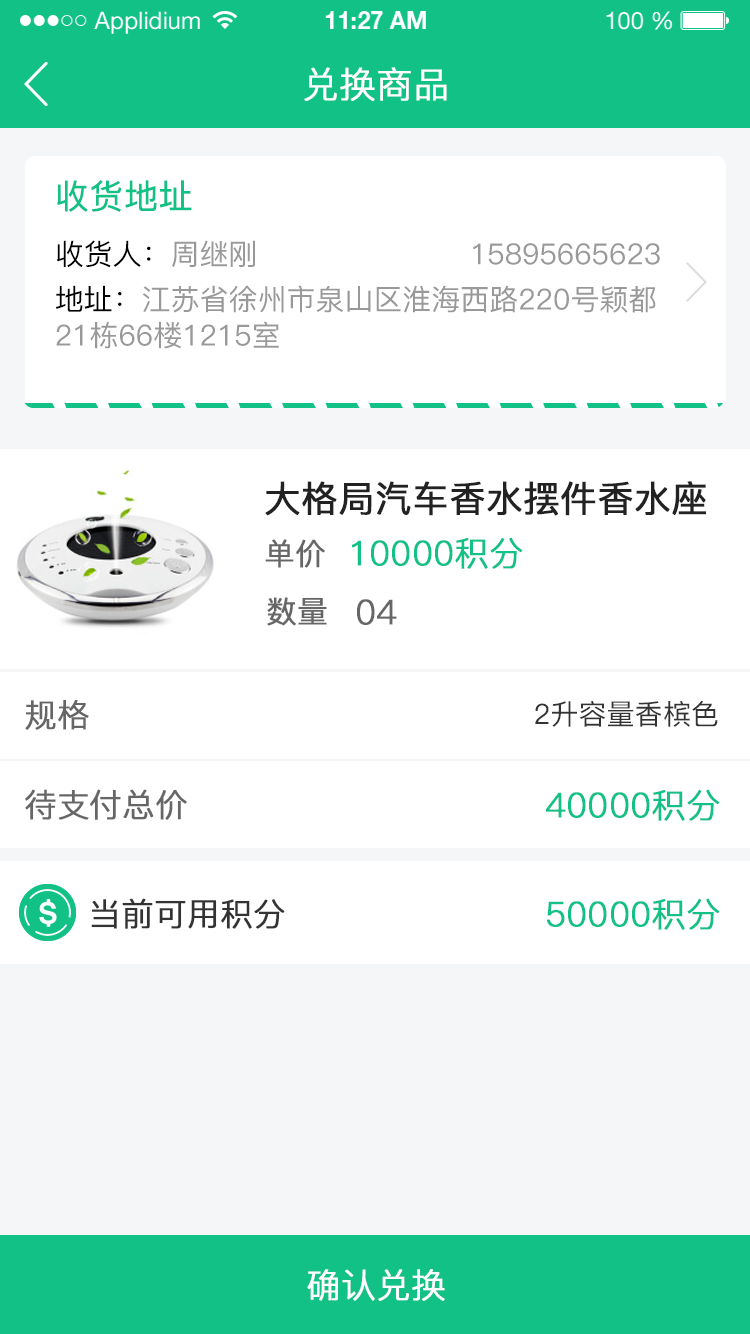 Applidium 11:27 AM 100 %
兑换商品
收货地址
收货人：周继刚 15895665623
地址：江苏省徐州市泉山区淮海西路220号颖都
21栋66楼1215室
大格局汽车香水摆件香水座
单价 10000积分
数量 04
规格 2升容量香槟色
待支付总价 40000积分
$ 当前可用积分 50000积分
确认兑换